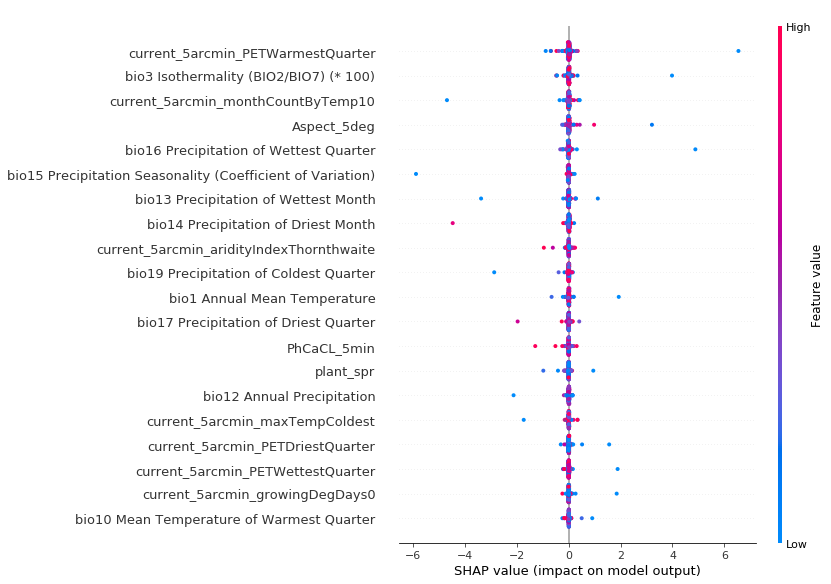 High
current_5arcmin_PETWarmestQuarter
bio3 Isothermality (BIO2/BIO7) (* 100)
current_5arcmin_monthCountByTemp10
Aspect_5deg
bio16 Precipitation of Wettest Quarter
bio15 Precipitation Seasonality (Coefficient of Variation)
bio13 Precipitation of Wettest Month
bio14 Precipitation of Driest Month
current_5arcmin_aridityIndexThornthwaite
bio19 Precipitation of Coldest Quarter
bio1 Annual Mean Temperature
bio17 Precipitation of Driest Quarter
PhCaCL_5min
plant_spr
bio12 Annual Precipitation
current_5arcmin_maxTempColdest
current_5arcmin_PETDriestQuarter
current_5arcmin_PETWettestQuarter
current_5arcmin_growingDegDays0
bio10 Mean Temperature of Warmest Quarter
Feature value
Low
−6 −4 −2 0 2 4 6
SHAP value (impact on model output)